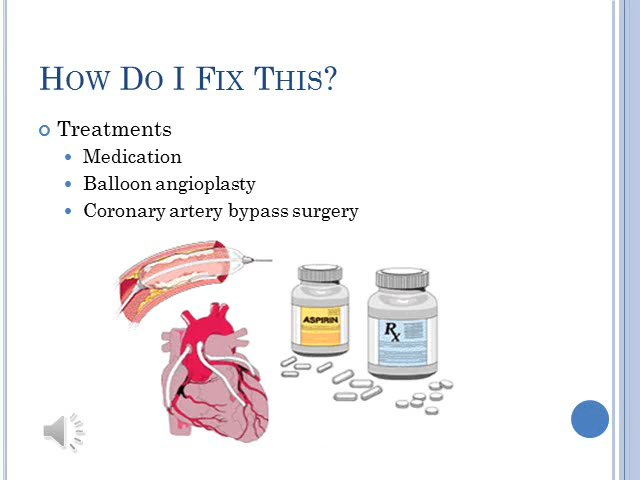 How Do I Fix This?
Treatments
Medication
Balloon angioplasty
Coronary artery bypass surgery
ASPIRIN
Rx